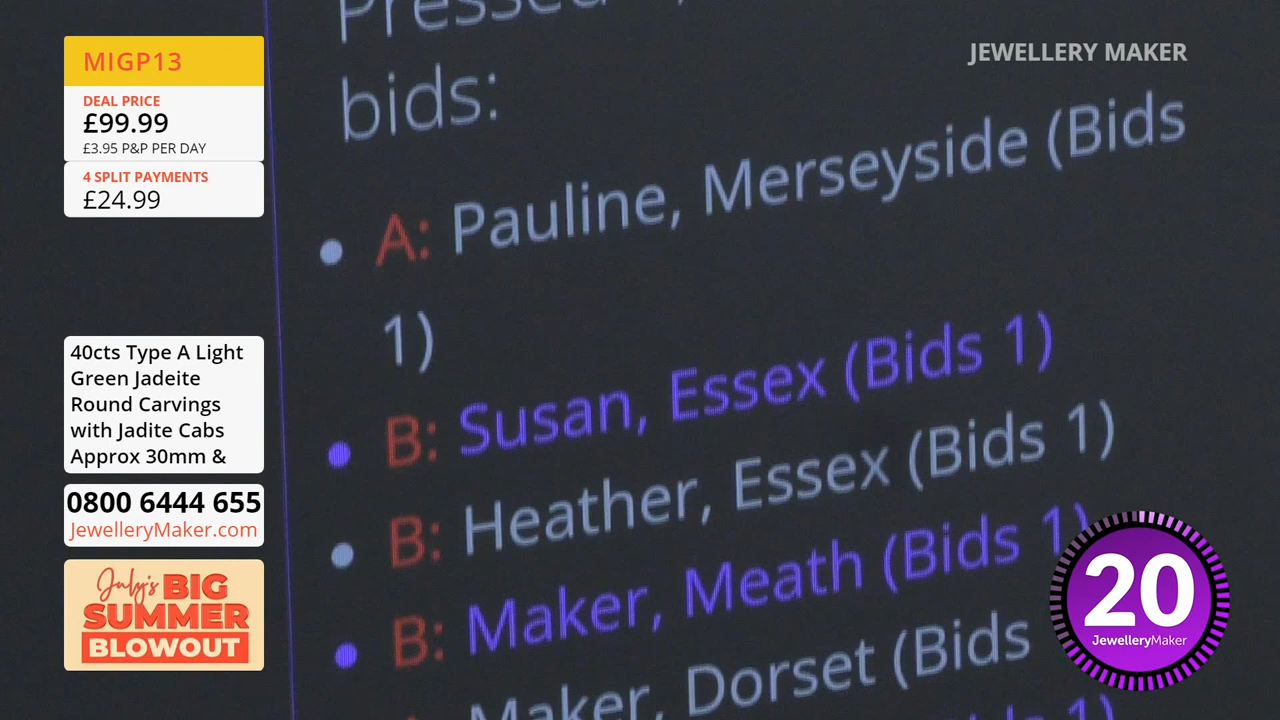 MIGP13
DEAL PRICE
£99.99
£3.95 P&P PER DAY
4 SPLIT PAYMENTS
£24.99
40cts Type A Light
Green Jadeite
Round Carvings
with Jadite Cabs
Approx 30mm &
0800 6444 655
JewelleryMaker.com
July's BIG
SUMMER
BLOWOUT
JEWELLERY MAKER
Pressed
bids:
• A: Pauline, Merseyside (Bids
1)
• B: Susan, Essex (Bids 1)
• B: Heather, Essex (Bids 1)
• B: Maker, Meath (Bids 1)
Maker, Dorset (Bids
1)
20
JewelleryMaker